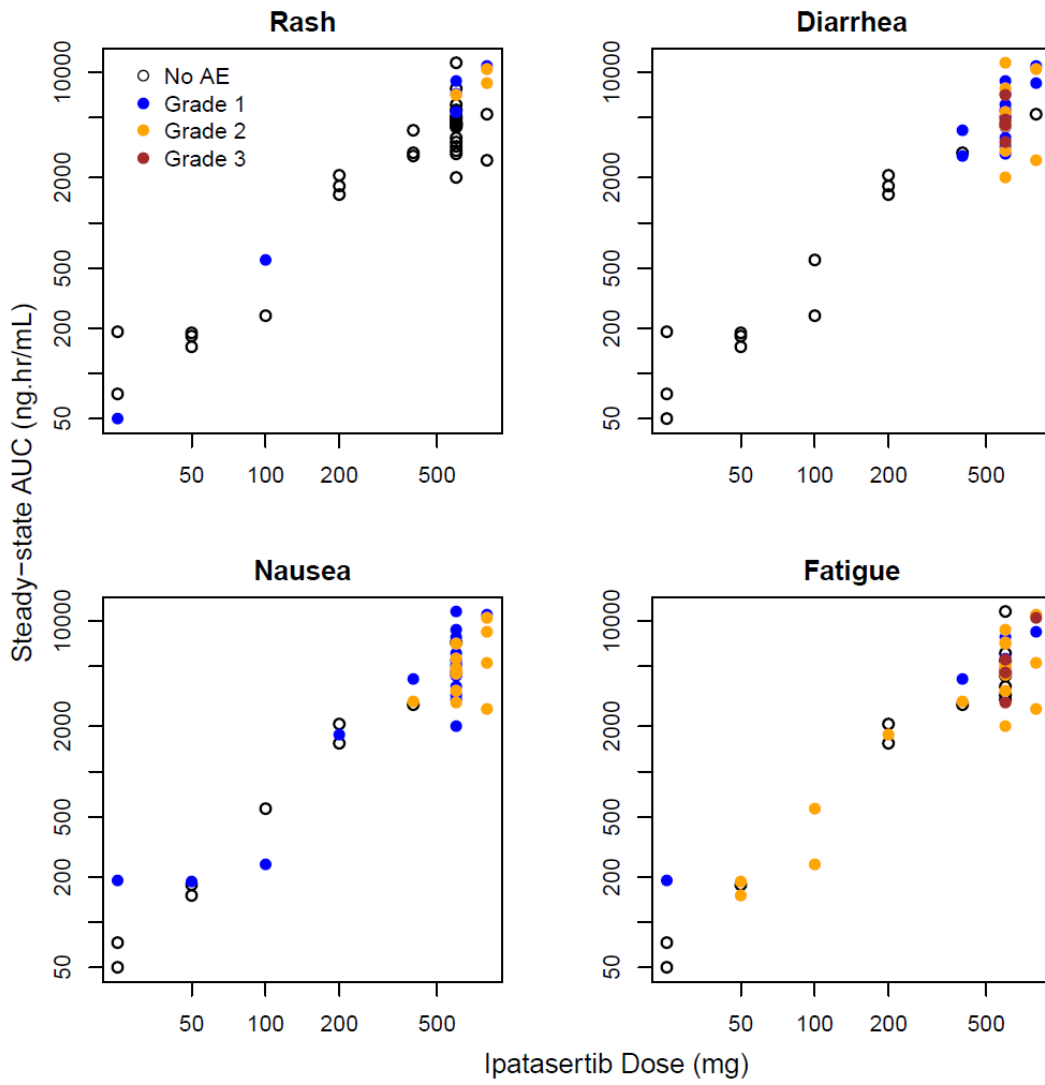 Rash
Diarrhea
10000
2000
500
200
50
No AE
Grade 1
Grade 2
Grade 3
10000
2000
500
200
50
50 100 200 500
50 100 200 500
Steady−state AUC (ng.hr/mL)
Nausea
Fatigue
10000
2000
500
200
50
10000
2000
500
200
50
50 100 200 500
50 100 200 500
Ipatasertib Dose (mg)